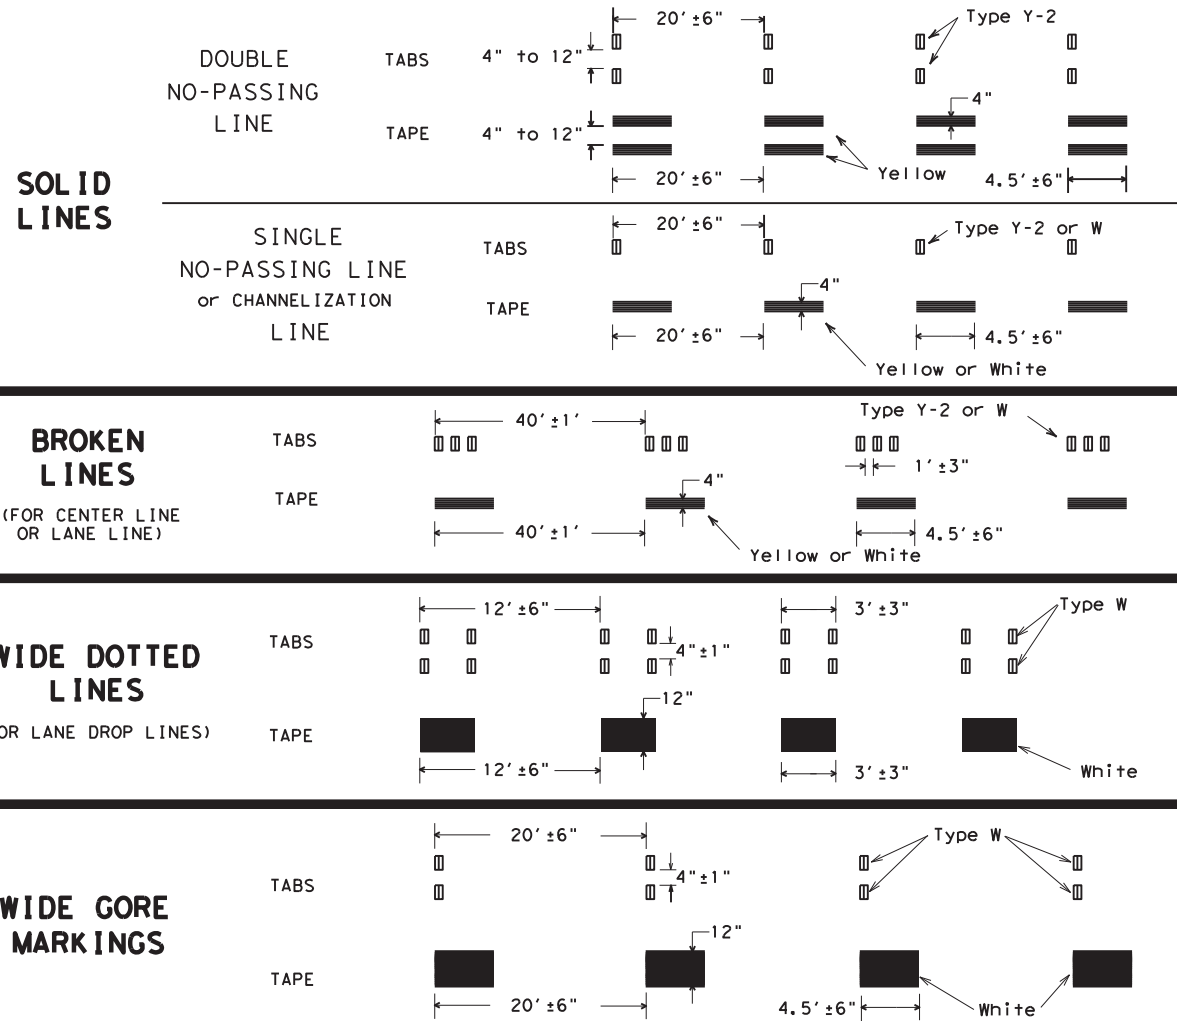 SOLID
LINES
DOUBLE
NO-PASSING
LINE
TABS
4" to 12"
20'±6"
Type Y-2
TAPE
4" to 12"
4"
Yellow
20'±6"
4.5'±6"
SINGLE
NO-PASSING LINE
or CHANNELIZATION
LINE
TABS
20'±6"
Type Y-2 or W
TAPE
4"
20'±6"
4.5'±6"
Yellow or White
BROKEN
LINES
(FOR CENTER LINE
OR LANE LINE)
TABS
40'±1'
Type Y-2 or W
1'±3"
TAPE
4"
40'±1'
4.5'±6"
Yellow or White
WIDE DOTTED
LINES
OR LANE DROP LINES)
TABS
12'±6"
3'±3"
Type W
4"±1"
TAPE
12"
12'±6"
3'±3"
White
WIDE GORE
MARKINGS
TABS
20'±6"
Type W
4"±1"
TAPE
12"
20'±6"
4.5'±6"
White